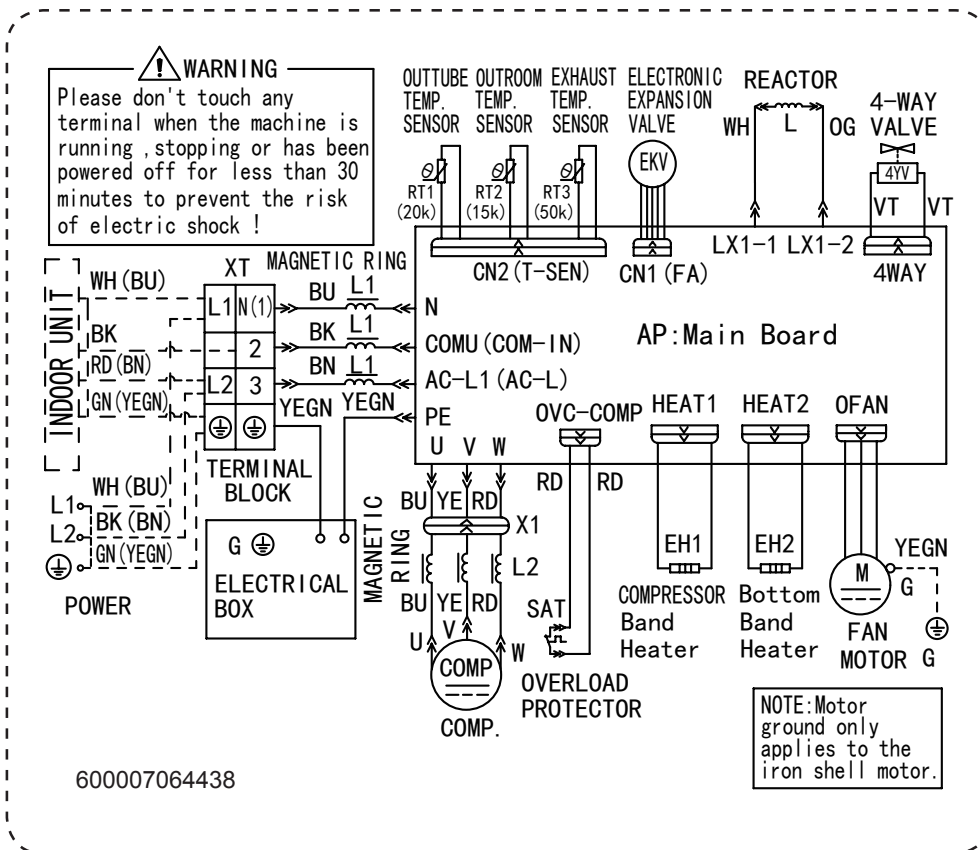 WARNING
Please don't touch any
terminal when the machine is
running ,stopping or has been
powered off for less than 30
minutes to prevent the risk
of electric shock !
OUTTUBE OUTROOM EXHAUST ELECTRONIC
TEMP. TEMP. TEMP. EXPANSION
SENSOR SENSOR SENSOR VALVE
REACTOR
4-WAY
VALVE
WH L OG
EKV
4YV
RT1 RT2 RT3
(20k) (15k) (50k)
VT VT
CN2(T-SEN) CN1(FA) LX1-1 LX1-2 4WAY
XT MAGNETIC RING
INDOOR UNIT
WH(BU)
BK
RD(BN)
GN(YEGN)
L1 N(1)
2
L2 3
BU L1
BK L1
BN L1
YEGN YEGN
N
COMU(COM-IN)
AC-L1(AC-L)
PE
AP:Main Board
U V W
OVC-COMP HEAT1 HEAT2 OFAN
TERMINAL
BLOCK
L1 WH(BU)
L2 BK(BN)
GN(YEGN)
POWER
G
ELECTRICAL
BOX
MAGNETIC
RING
BU YE RD
X1
L2
BU YE RD
U V W
COMP
COMP.
RD RD
SAT
OVERLOAD
PROTECTOR
EH1
COMPRESSOR
Band
Heater
EH2
Bottom
Band
Heater
M
YEGN
G
FAN
MOTOR
G
NOTE:Motor
ground only
applies to the
iron shell motor.
600007064438